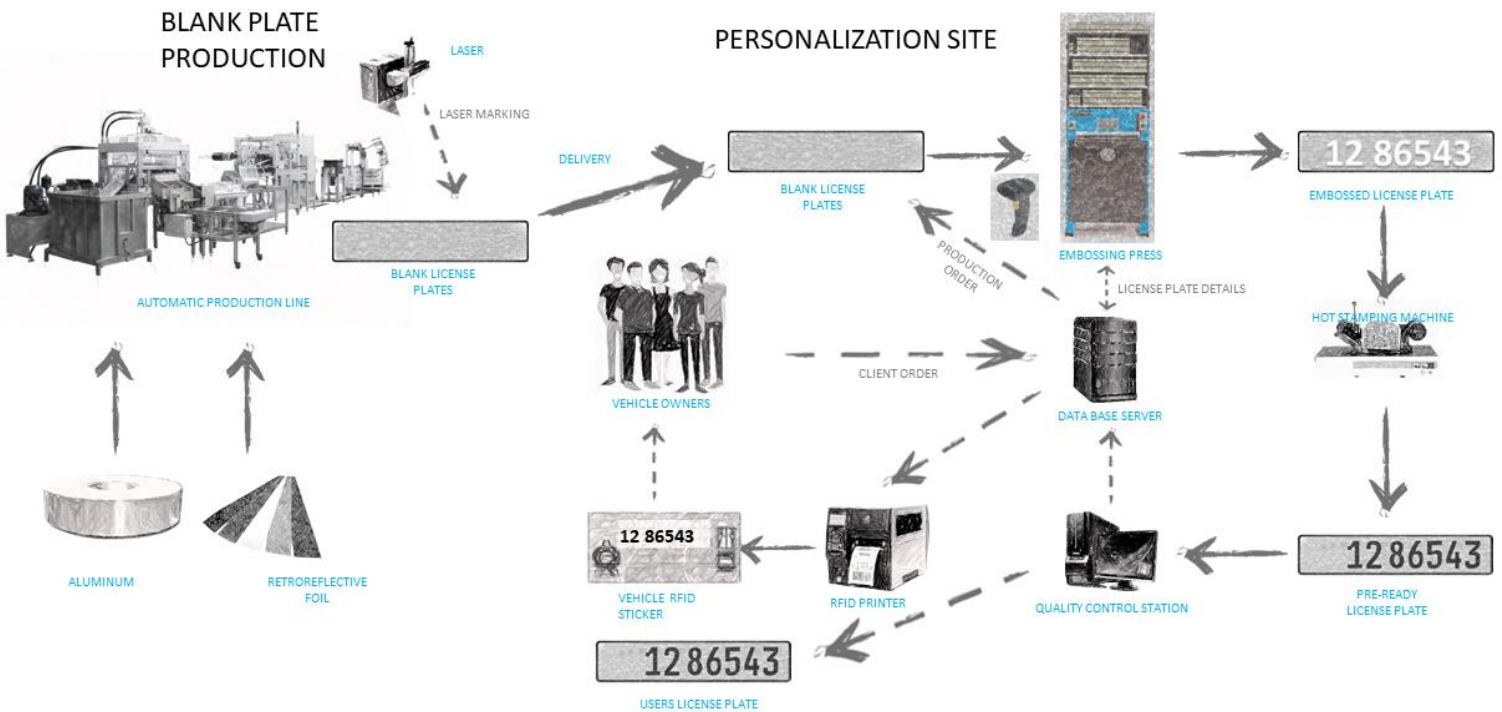 BLANK PLATE
PRODUCTION
LASER
LASER MARKING
BLANK LICENSE
PLATES
AUTOMATIC PRODUCTION LINE
ALUMINUM
RETROREFLECTIVE
FOIL
DELIVERY
PERSONALIZATION SITE
BLANK LICENSE
PLATES
EMBOSSING PRESS
12 86543
EMBOSSED LICENSE PLATE
PRODUCTION
ORDER
LICENSE PLATE DETAILS
HOT STAMPING MACHINE
VEHICLE OWNERS
CLIENT ORDER
DATA BASE SERVER
12 86543
VEHICLE RFID
STICKER
RFID PRINTER
QUALITY CONTROL STATION
12 86543
PRE-READY
LICENSE PLATE
12 86543
USERS LICENSE PLATE